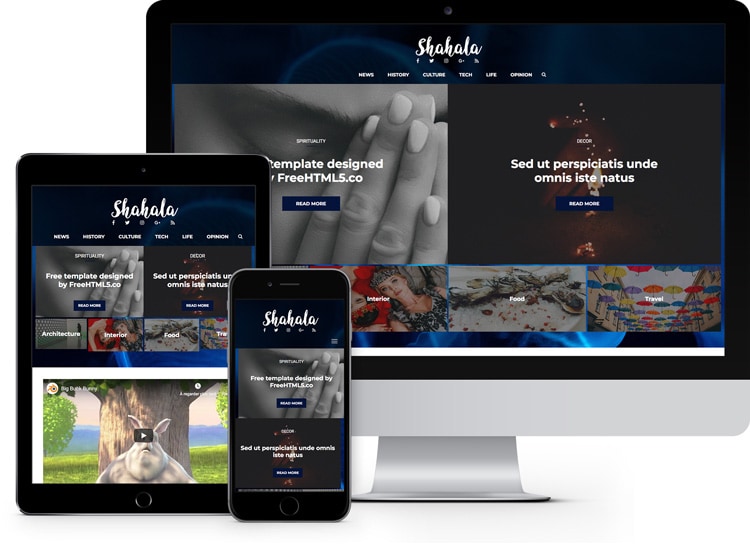 Shahala
NEWS HISTORY CULTURE TECH LIFE OPINION
SPIRITUALITY
template designed
by FreeHTML5.co
READ MORE
DECOR
Sed ut perspiciatis unde
omnis iste natus
READ MORE
Interior
Food
Travel
Shahala
NEWS HISTORY CULTURE TECH LIFE OPINION
SPIRITUALITY
Free template designed
by FreeHTML5.co
READ MORE
DECOR
Sed ut perspiciatis un
omnis iste natus
READ MORE
Architecture
Interior
Food
Tra
Big Buck Bunny
À regarder
Shahala
SPIRITUALITY
Free template designed by
FreeHTML5.co
READ MORE
DECOR
Sed ut perspiciatis unde omnis
iste natus
READ MORE